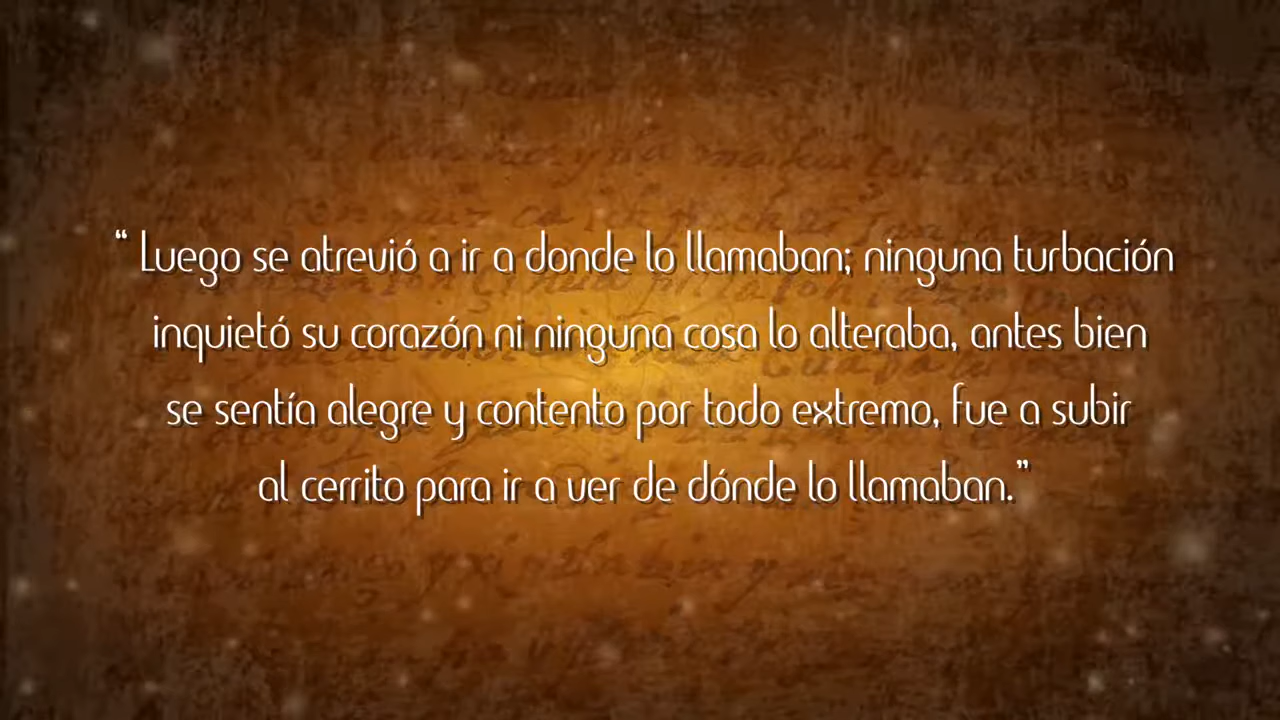 “ Luego se atrevió a ir a donde lo llamaban; ninguna turbación
inquietó su corazón ni ninguna cosa lo alteraba, antes bien
se sentía alegre y contento por todo extremo, fue a subir
al cerrito para ir a ver de dónde lo llamaban.”